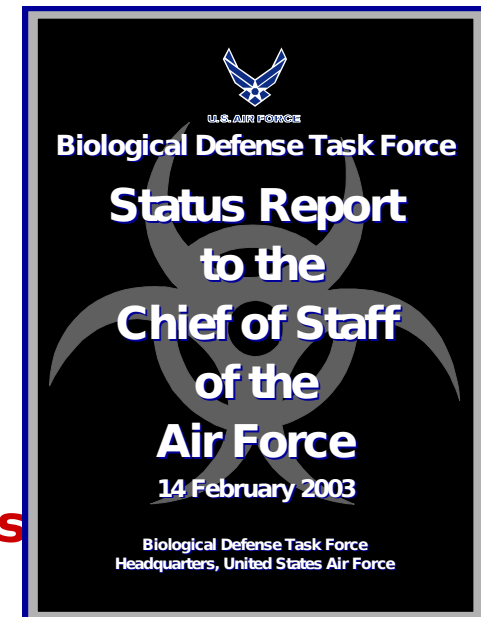 U.S. AIR FORCE
Biological Defense Task Force
Status Report
to the
Chief of Staff
of the
Air Force
14 February 2003
s
Biological Defense Task Force
Headquarters, United States Air Force